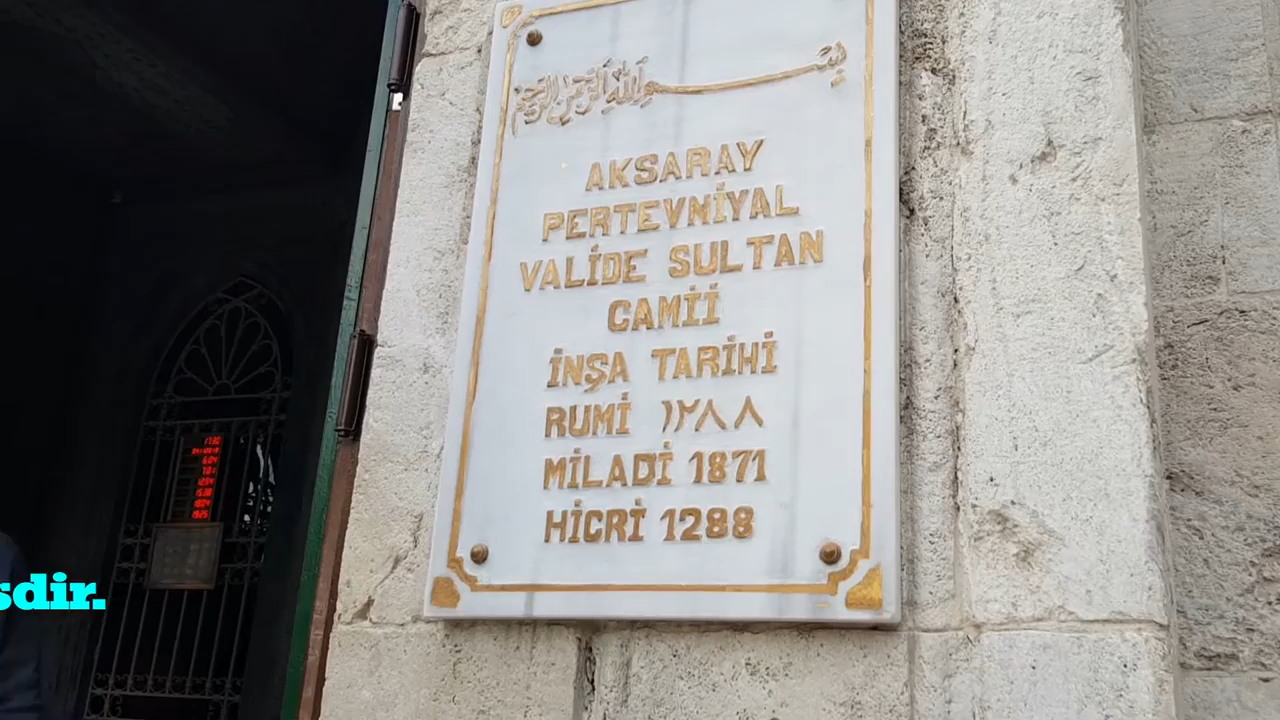 بسم الله الرحمن الرحيم
AKSARAY
PERTEVNİYAL
VALİDE SULTAN
CAMİİ
İNŞA TARİHİ
RUMİ ١٢٨٨
MİLADİ 1871
HİCRİ 1288
sdir.